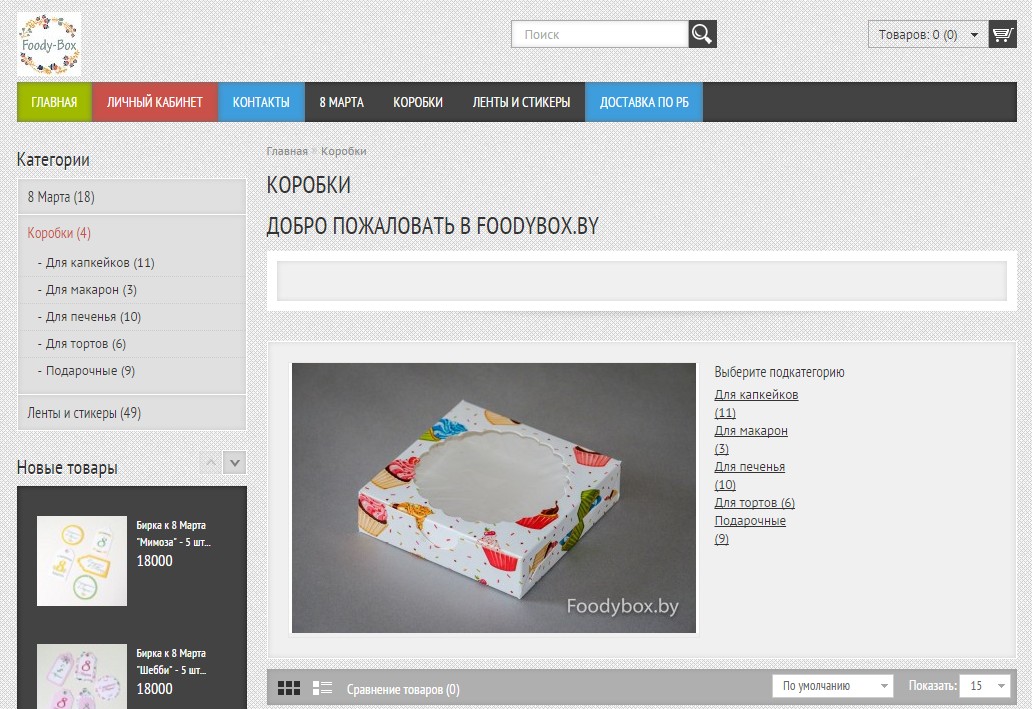 Foody-Box
Поиск
Товаров: 0 (0)
ГЛАВНАЯ
ЛИЧНЫЙ КАБИНЕТ
КОНТАКТЫ
8 МАРТА
КОРОБКИ
ЛЕНТЫ И СТИКЕРЫ
ДОСТАВКА ПО РБ
Категории
8 Марта (18)
Коробки (4)
- Для капкейков (11)
- Для макарон (3)
- Для печенья (10)
- Для тортов (6)
- Подарочные (9)
Ленты и стикеры (49)
Новые товары
Бирка к 8 Марта
"Мимоза" - 5 шт...
18000
Бирка к 8 Марта
"Шебби" - 5 шт...
18000
Главная » Коробки
КОРОБКИ
ДОБРО ПОЖАЛОВАТЬ В FOODYBOX.BY
Foodybox.by
Выберите подкатегорию
Для капкейков
(11)
Для макарон
(3)
Для печенья
(10)
Для тортов (6)
Подарочные
(9)
Сравнение товаров (0)
По умолчанию
Показать:
15